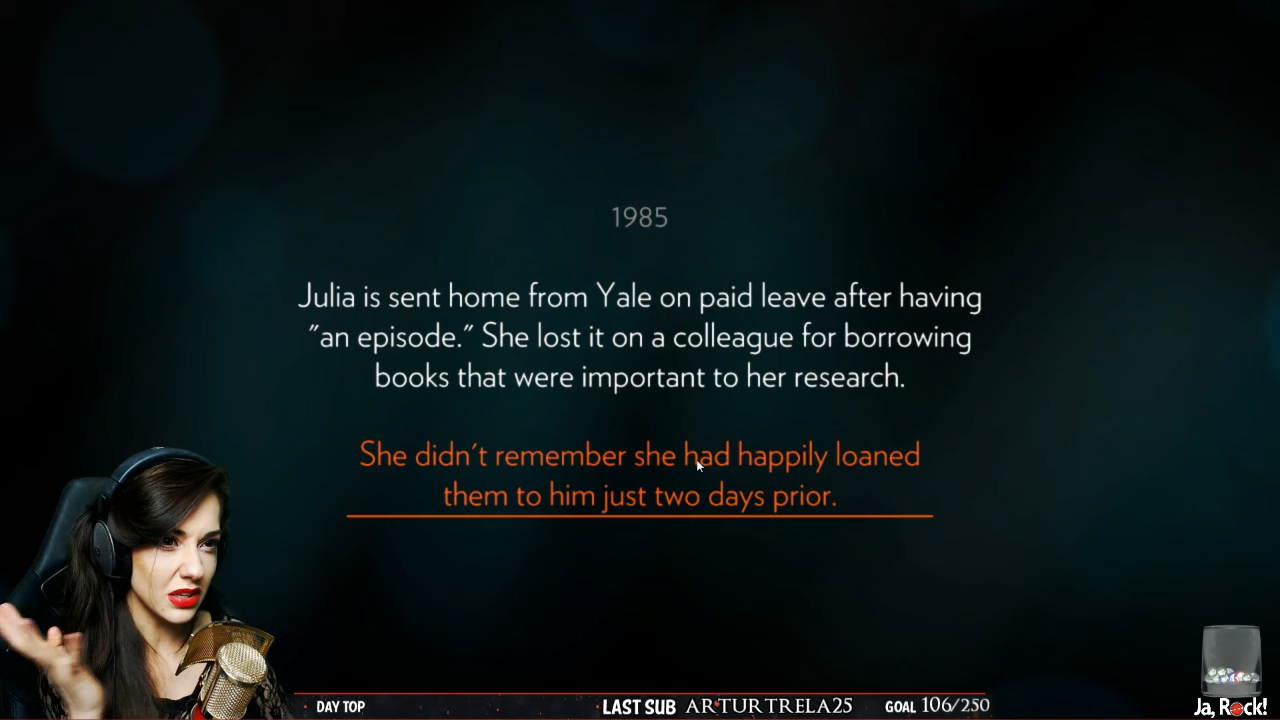 1985
Julia is sent home from Yale on paid leave after having
"an episode." She lost it on a colleague for borrowing
books that were important to her research.
She didn't remember she had happily loaned
them to him just two days prior.
DAY TOP
LAST SUB ARTUR TRELA25
GOAL 106/250
Ja, Rock!